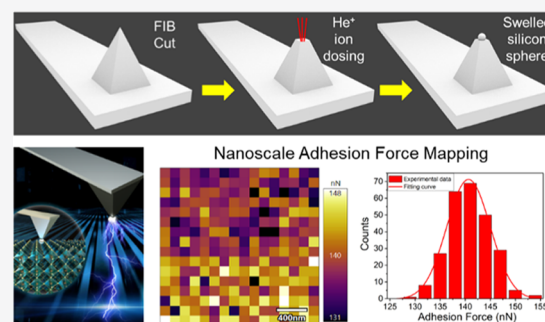 FIB
Cut
He+
ion
dosing
Swelled
silicon
sphere
Nanoscale Adhesion Force Mapping
nN
148
140
131
400nm
Experimental data
Fitting curve
Counts
70
60
50
40
30
20
10
0
125 130 135 140 145 150 155
Adhesion Force (nN)